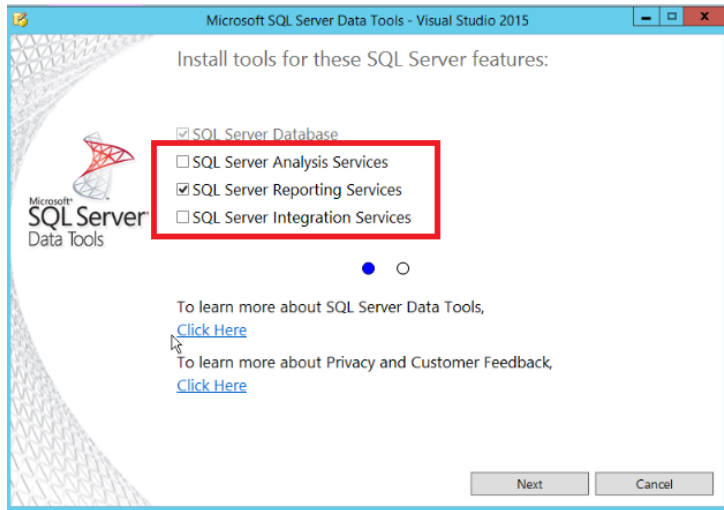 Microsoft SQL Server Data Tools - Visual Studio 2015
Install tools for these SQL Server features:
SQL Server Database
SQL Server Analysis Services
SQL Server Reporting Services
SQL Server Integration Services
Microsoft®
SQL Server
Data Tools
To learn more about SQL Server Data Tools,
Click Here
To learn more about Privacy and Customer Feedback,
Click Here
Next
Cancel